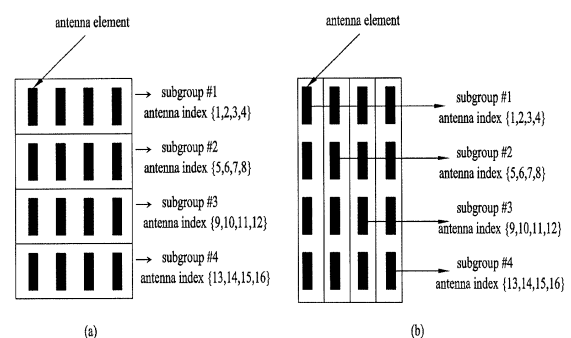 antenna element
subgroup #1
antenna index {1,2,3,4}
subgroup #2
antenna index {5,6,7,8}
subgroup #3
antenna index {9,10,11,12}
subgroup #4
antenna index {13,14,15,16}
(a)
antenna element
subgroup #1
antenna index {1,2,3,4}
subgroup #2
antenna index {5,6,7,8}
subgroup #3
antenna index {9,10,11,12}
subgroup #4
antenna index {13,14,15,16}
(b)